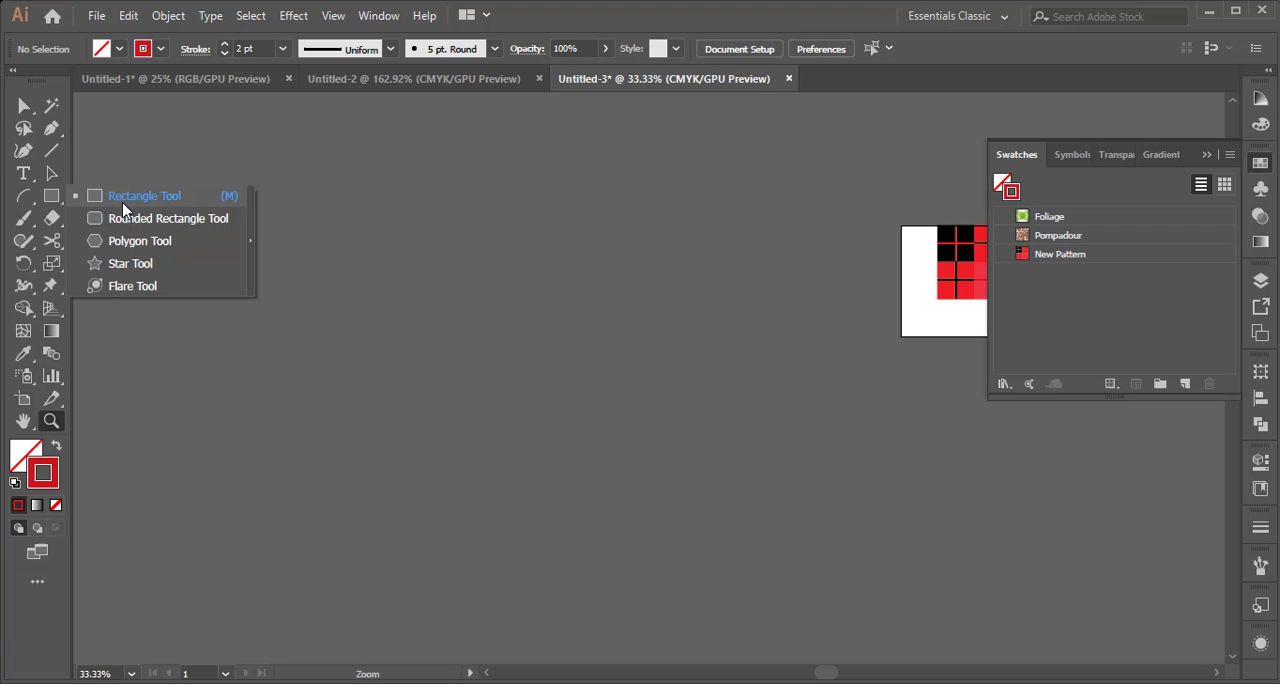 Ai File Edit Object Type Select Effect View Window Help Essentials Classic Search Adobe Stock
No Selection Stroke: 2 pt Uniform 5 pt. Round Opacity: 100% Style: Document Setup Preferences
Untitled-1* @ 25% (RGB/GPU Preview) Untitled-2 @ 162.92% (CMYK/GPU Preview) Untitled-3* @ 33.33% (CMYK/GPU Preview)
Swatches Symbols Transpar Gradient
Rectangle Tool (M)
Rounded Rectangle Tool
Polygon Tool
Star Tool
Flare Tool
Foliage
Pompadour
New Pattern
33.33% 1 Zoom